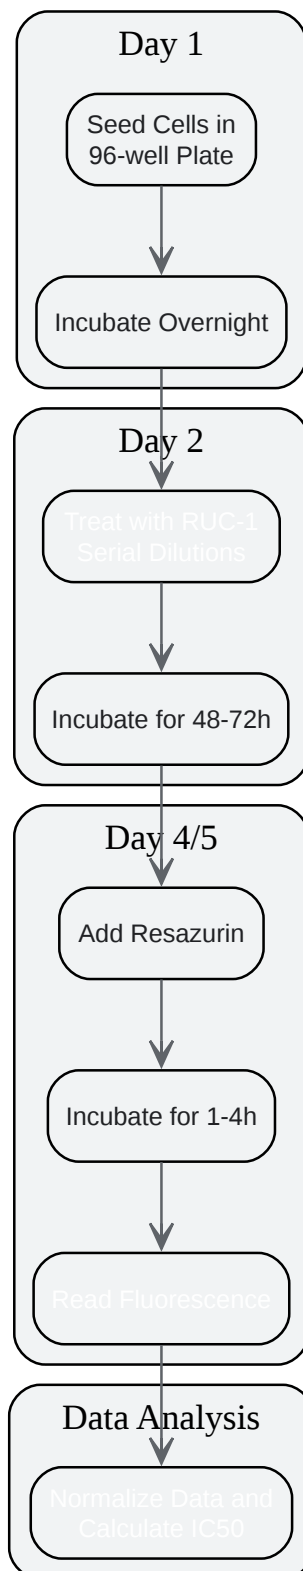 Day 1
Seed Cells in
96-well Plate
Incubate Overnight
Day 2
Treat with RUC-1
Serial Dilutions
Incubate for 48-72h
Day 4/5
Add Resazurin
Incubate for 1-4h
Read Fluorescence
Data Analysis
Normalize Data and
Calculate IC50